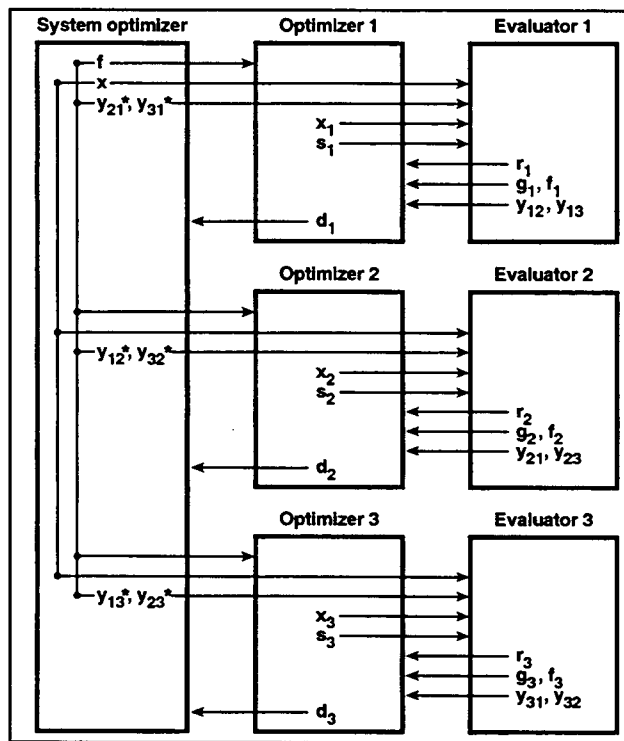 System optimizer Optimizer 1 Evaluator 1
f
x
y21*, y31*
x1
s1
r1
g1, f1
y12, y13
d1
Optimizer 2 Evaluator 2
y12*, y32*
x2
s2
r2
g2, f2
y21, y23
d2
Optimizer 3 Evaluator 3
y13*, y23*
x3
s3
r3
g3, f3
y31, y32
d3